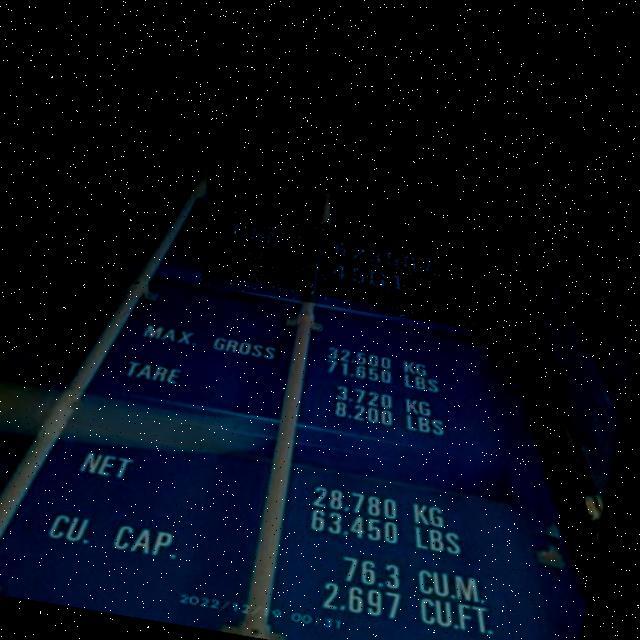 MAX GROSS 32.500 KG
71.650 LBS
TARE 3.720 KG
8.200 LBS
NET 28.780 KG
63.450 LBS
CU. CAP. 76.3 CU.M.
2.697 CU.FT.